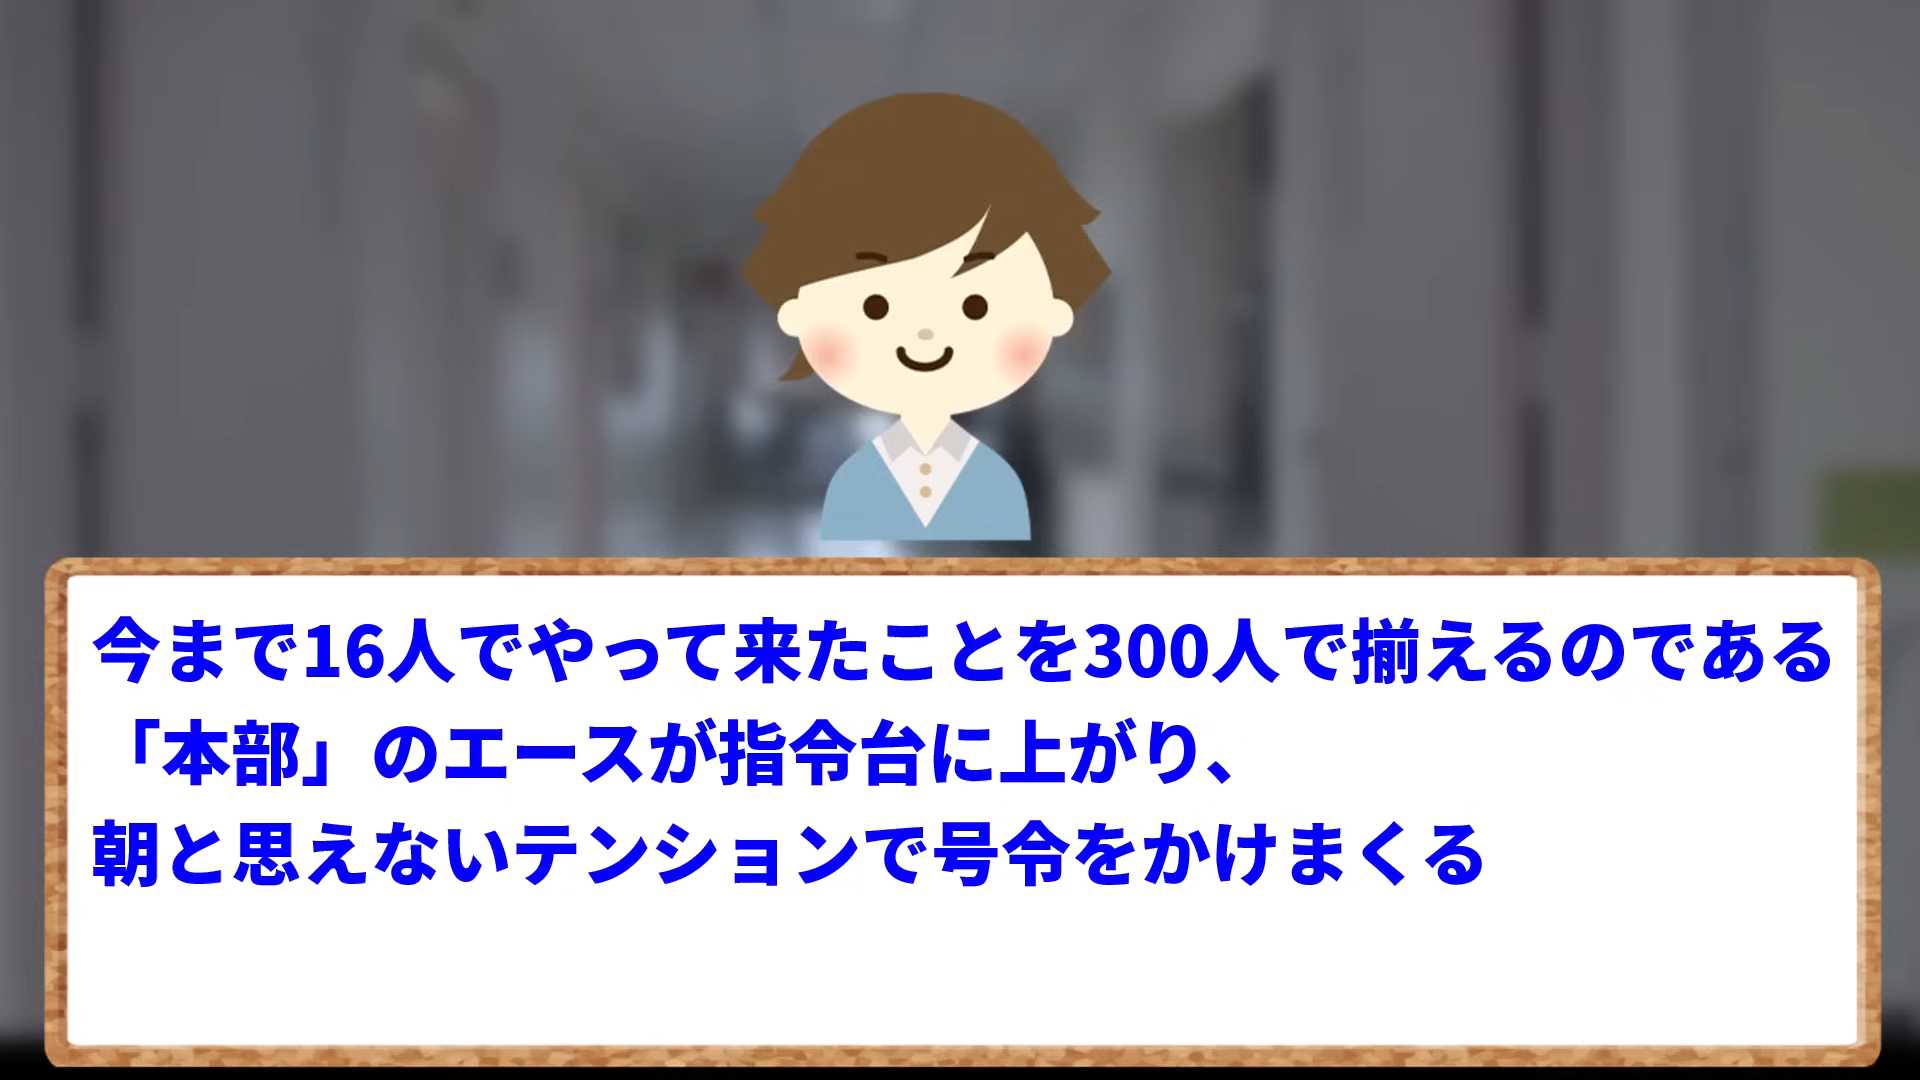 今まで16人でやって来たことを300人で揃えるのである
「本部」のエースが指令台に上がり、
朝と思えないテンションで号令をかけまくる